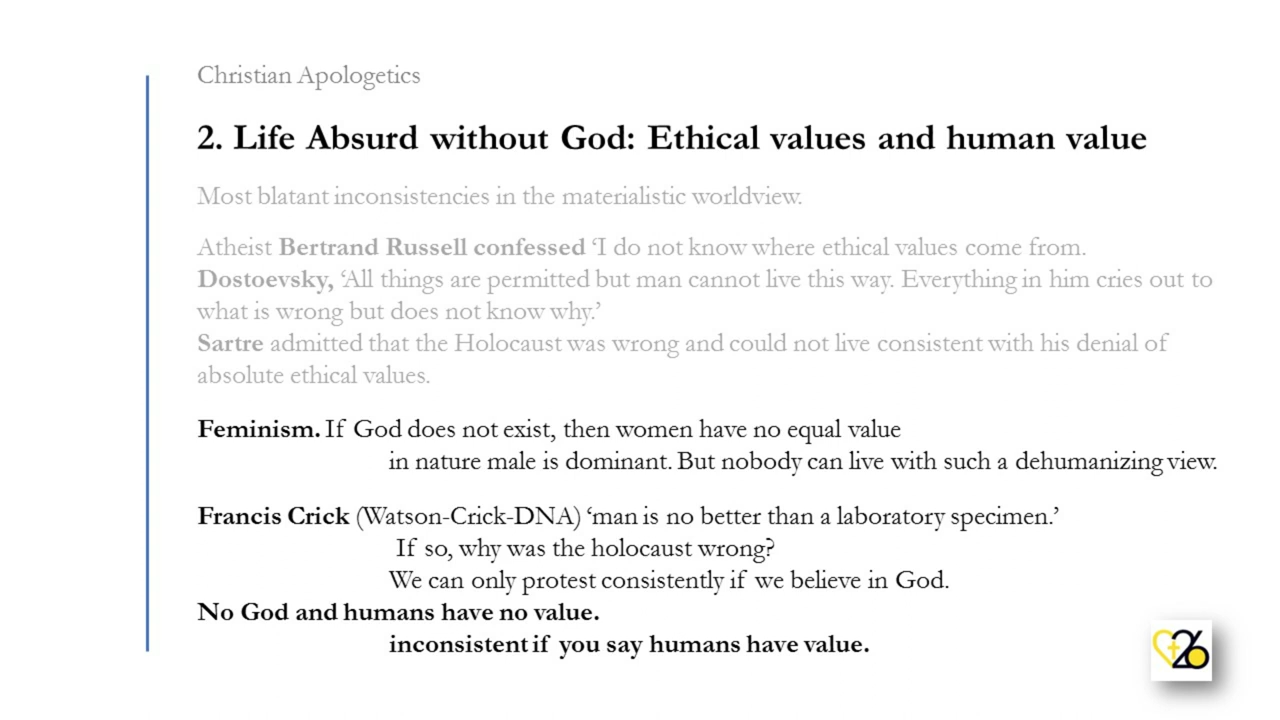 Christian Apologetics
2. Life Absurd without God: Ethical values and human value
Most blatant inconsistencies in the materialistic worldview.
Atheist Bertrand Russell confessed ‘I do not know where ethical values come from.
Dostoevsky, ‘All things are permitted but man cannot live this way. Everything in him cries out to
what is wrong but does not know why.’
Sartre admitted that the Holocaust was wrong and could not live consistent with his denial of
absolute ethical values.
Feminism. If God does not exist, then women have no equal value
in nature male is dominant. But nobody can live with such a dehumanizing view.
Francis Crick (Watson-Crick-DNA) ‘man is no better than a laboratory specimen.’
If so, why was the holocaust wrong?
We can only protest consistently if we believe in God.
No God and humans have no value.
inconsistent if you say humans have value.
26